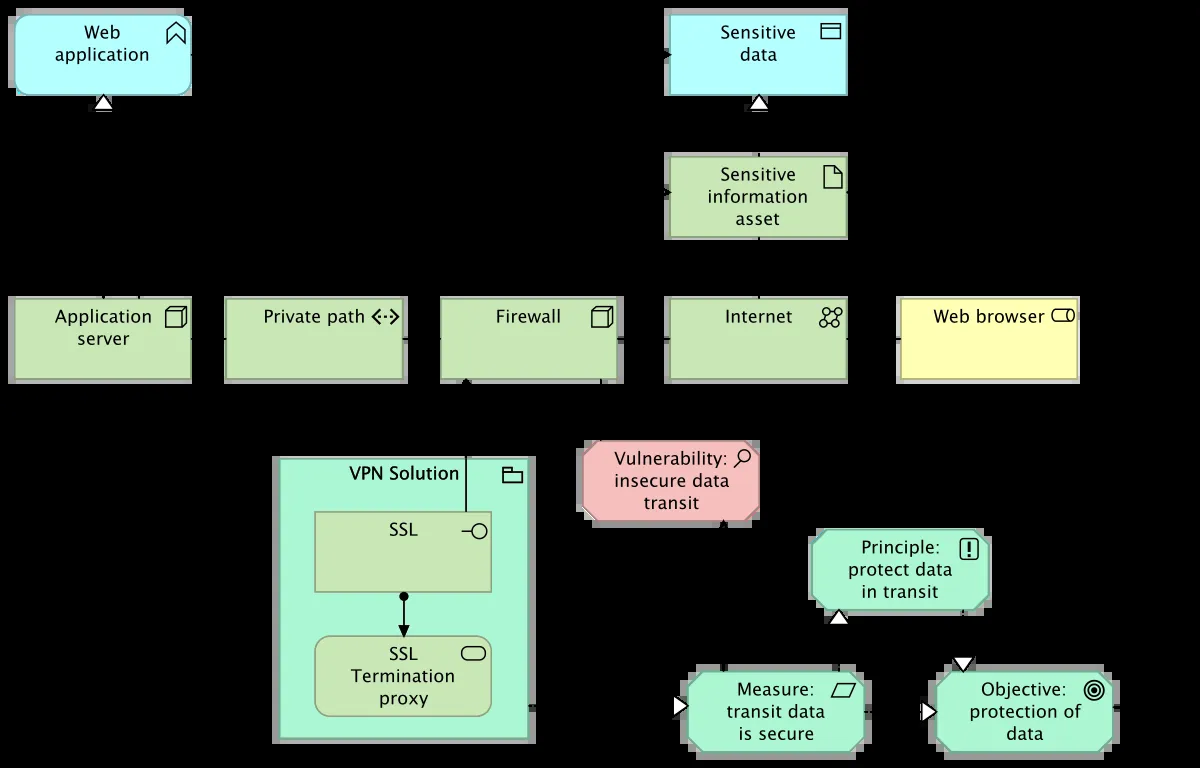 Web
application
Sensitive
data
Sensitive
information
asset
Application
server
Private path
Firewall
Internet
Web browser
VPN Solution
SSL
SSL
Termination
proxy
Vulnerability:
insecure data
transit
Principle:
protect data
in transit
Measure:
transit data
is secure
Objective:
protection of
data